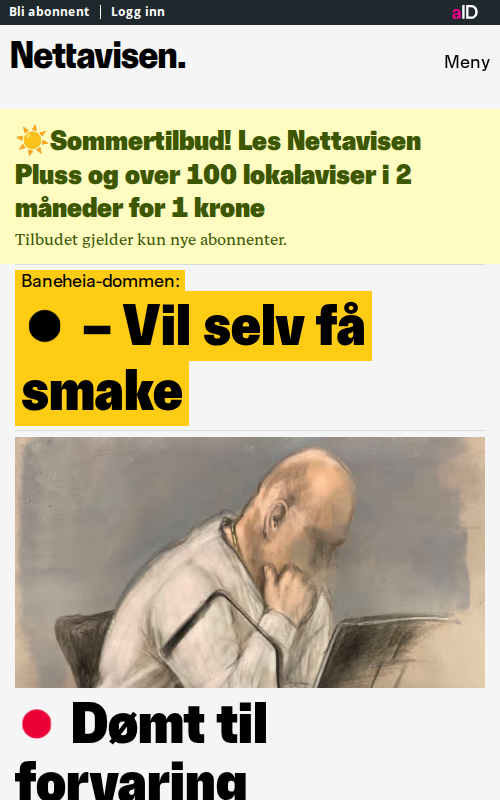 Bli abonnent | Logg inn
aID
Nettavisen.
Meny
☀️Sommertilbud! Les Nettavisen
Pluss og over 100 lokalaviser i 2
måneder for 1 krone
Tilbudet gjelder kun nye abonnenter.
Baneheia-dommen:
● – Vil selv få
smake
● Dømt til
forvaring